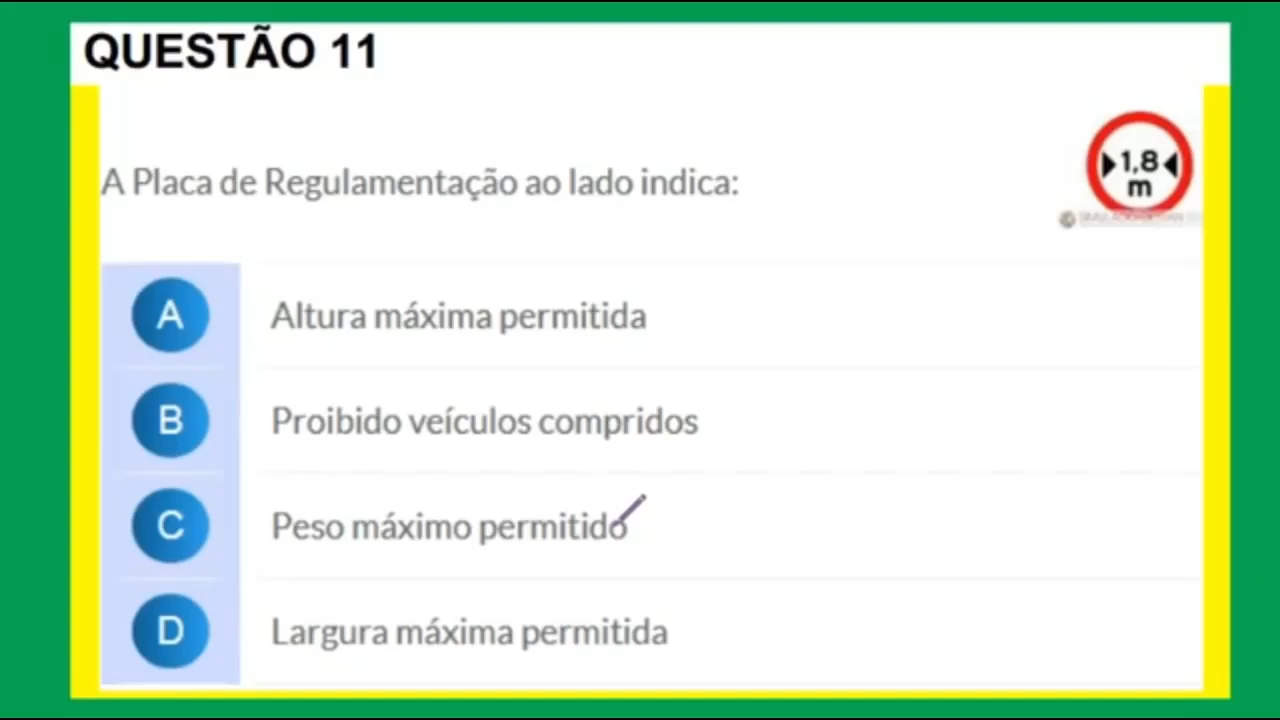 QUESTÃO 11
A Placa de Regulamentação ao lado indica:
1,8
m
A
Altura máxima permitida
B
Proibido veículos compridos
C
Peso máximo permitido
D
Largura máxima permitida